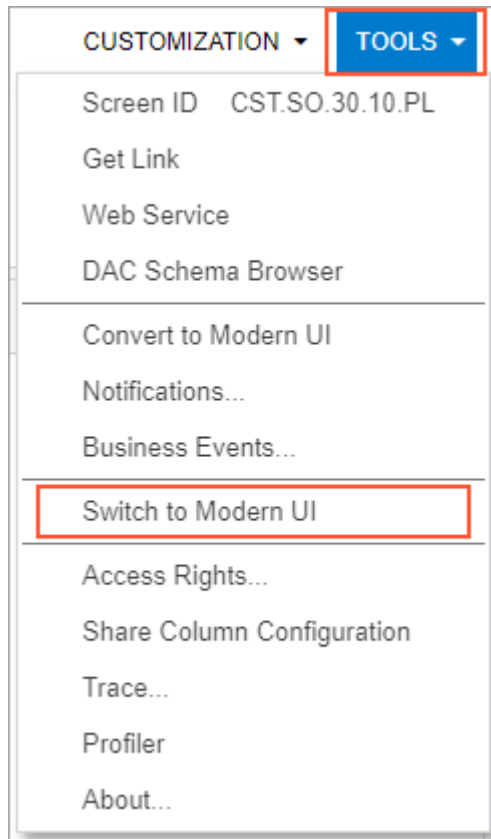 CUSTOMIZATION TOOLS
Screen ID CST.SO.30.10.PL
Get Link
Web Service
DAC Schema Browser
Convert to Modern UI
Notifications...
Business Events...
Switch to Modern UI
Access Rights...
Share Column Configuration
Trace...
Profiler
About...